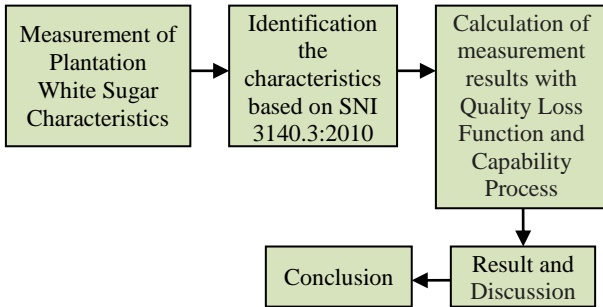 Measurement of
Plantation
White Sugar
Characteristics
Identification
the
characteristics
based on SNI
3140.3:2010
Calculation of
measurement
results with
Quality Loss
Function and
Capability
Process
Result and
Discussion
Conclusion